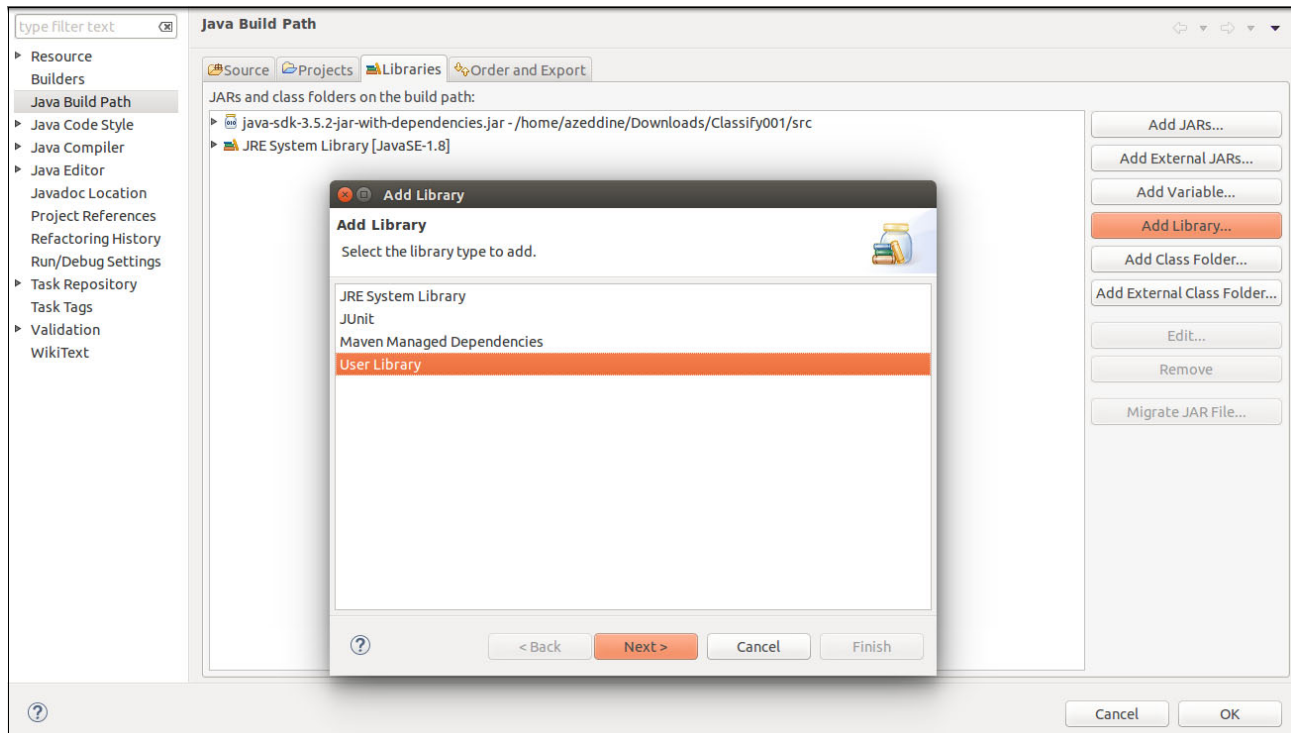 type filter text
Resource
Builders
Java Build Path
Java Code Style
Java Compiler
Java Editor
Javadoc Location
Project References
Refactoring History
Run/Debug Settings
Task Repository
Task Tags
Validation
WikiText
Java Build Path
Source Projects Libraries Order and Export
JARs and class folders on the build path:
java-sdk-3.5.2-jar-with-dependencies.jar - /home/azeddine/Downloads/Classify001/src
JRE System Library [JavaSE-1.8]
Add JARs...
Add External JARs...
Add Variable...
Add Library...
Add Class Folder...
Add External Class Folder...
Edit...
Remove
Migrate JAR File...
Add Library
Add Library
Select the library type to add.
JRE System Library
JUnit
Maven Managed Dependencies
User Library
? < Back Next > Cancel Finish
? Cancel OK